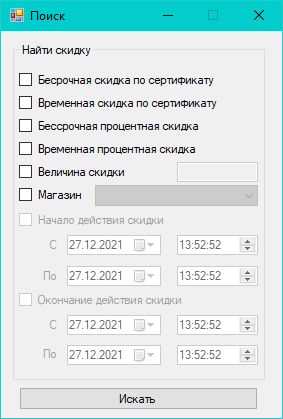 Поиск
Найти скидку
Бесрочная скидка по сертификату
Временная скидка по сертификату
Бессрочная процентная скидка
Временная процентная скидка
Величина скидки
Магазин
Начало действия скидки
С 27.12.2021 13:52:52
По 27.12.2021 13:52:52
Окончание действия скидки
С 27.12.2021 13:52:52
По 27.12.2021 13:52:52
Искать